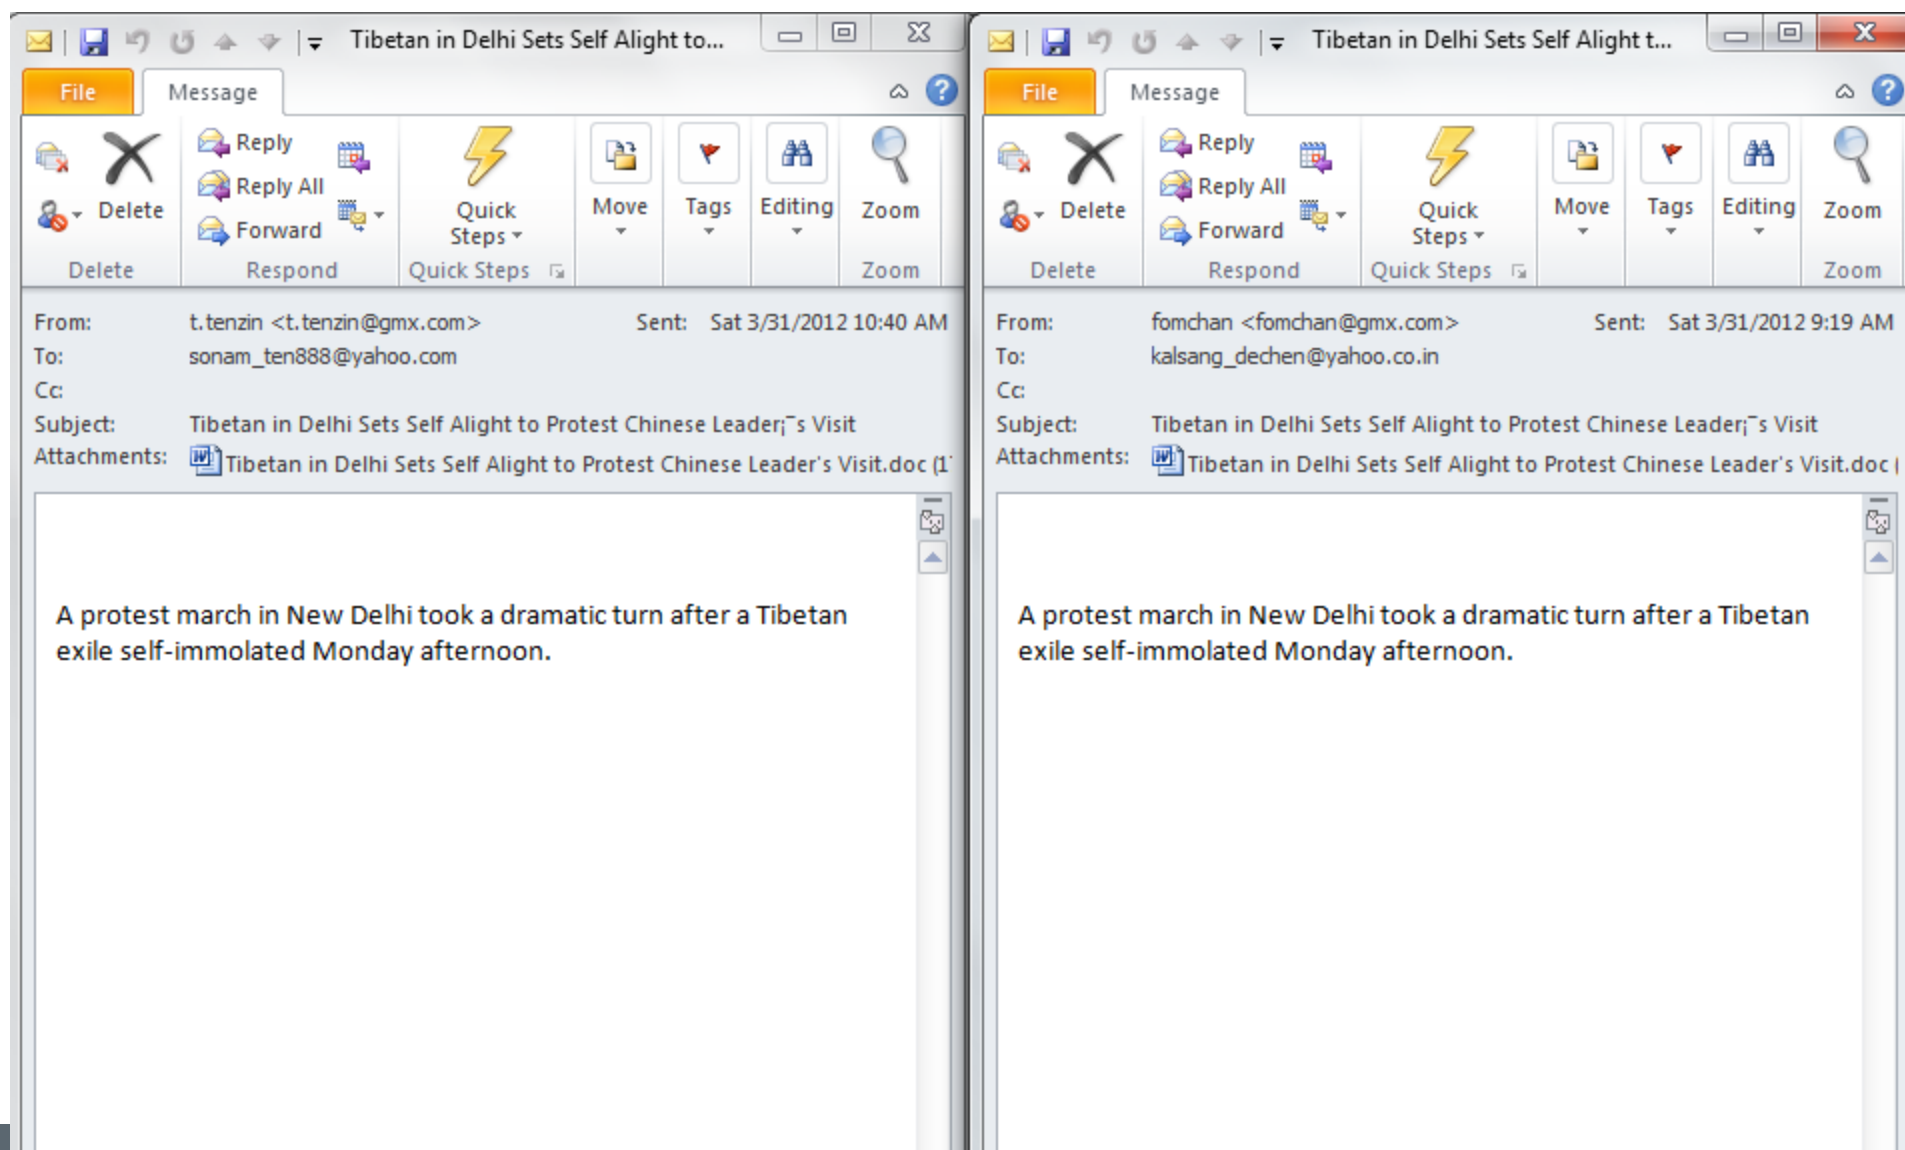 Tibetan in Delhi Sets Self Alight to...
File
Message
Delete
Reply
Reply All
Forward
Quick
Steps
Move
Tags
Editing
Zoom
Delete
Respond
Quick Steps
Zoom
From: t.tenzin <t.tenzin@gmx.com> Sent: Sat 3/31/2012 10:40 AM
To: sonam_ten888@yahoo.com
Cc:
Subject: Tibetan in Delhi Sets Self Alight to Protest Chinese Leader¡¯s Visit
Attachments: Tibetan in Delhi Sets Self Alight to Protest Chinese Leader's Visit.doc (1
A protest march in New Delhi took a dramatic turn after a Tibetan
exile self-immolated Monday afternoon.
Tibetan in Delhi Sets Self Alight t...
File
Message
Delete
Reply
Reply All
Forward
Quick
Steps
Move
Tags
Editing
Zoom
Delete
Respond
Quick Steps
Zoom
From: fomchan <fomchan@gmx.com> Sent: Sat 3/31/2012 9:19 AM
To: kalsang_dechen@yahoo.co.in
Cc:
Subject: Tibetan in Delhi Sets Self Alight to Protest Chinese Leader¡¯s Visit
Attachments: Tibetan in Delhi Sets Self Alight to Protest Chinese Leader's Visit.doc (
A protest march in New Delhi took a dramatic turn after a Tibetan
exile self-immolated Monday afternoon.